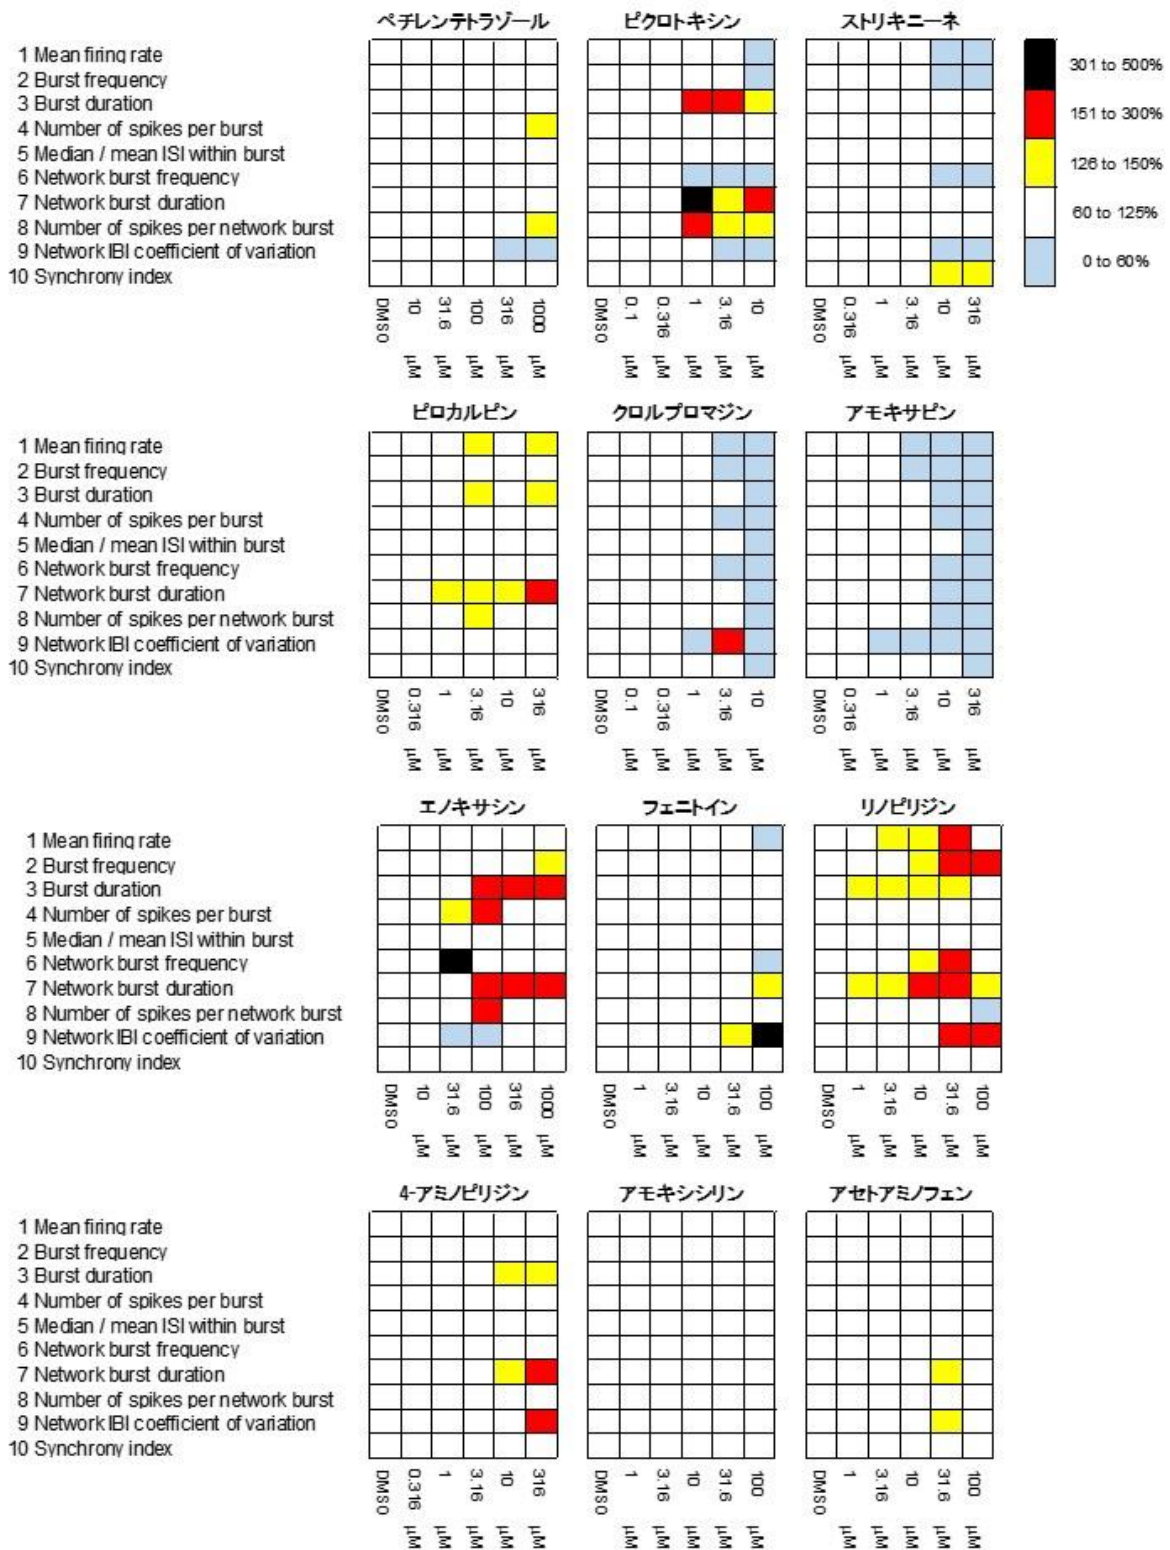 ペチレンテトラゾール ピクロトキシン ストリキニーネ
1 Mean firing rate
2 Burst frequency
3 Burst duration
4 Number of spikes per burst
5 Median / mean ISI within burst
6 Network burst frequency
7 Network burst duration
8 Number of spikes per network burst
9 Network IBI coefficient of variation
10 Synchrony index
301 to 500%
151 to 300%
126 to 150%
60 to 125%
0 to 60%
DMSO 10 μM 31.6 μM 100 μM 316 μM 1000 μM
DMSO 0.1 μM 0.316 μM 1 μM 3.16 μM 10 μM
DMSO 0.316 μM 1 μM 3.16 μM 10 μM 316 μM
ピロカルピン クロルプロマジン アモキサピン
1 Mean firing rate
2 Burst frequency
3 Burst duration
4 Number of spikes per burst
5 Median / mean ISI within burst
6 Network burst frequency
7 Network burst duration
8 Number of spikes per network burst
9 Network IBI coefficient of variation
10 Synchrony index
DMSO 0.316 μM 1 μM 3.16 μM 10 μM 316 μM
DMSO 0.1 μM 0.316 μM 1 μM 3.16 μM 10 μM
DMSO 0.316 μM 1 μM 3.16 μM 10 μM 316 μM
エノキサシン フェニトイン リノピリジン
1 Mean firing rate
2 Burst frequency
3 Burst duration
4 Number of spikes per burst
5 Median / mean ISI within burst
6 Network burst frequency
7 Network burst duration
8 Number of spikes per network burst
9 Network IBI coefficient of variation
10 Synchrony index
DMSO 10 μM 31.6 μM 100 μM 316 μM 1000 μM
DMSO 1 μM 3.16 μM 10 μM 31.6 μM 100 μM
DMSO 1 μM 3.16 μM 10 μM 31.6 μM 100 μM
4-アミノピリジン アモキシシリン アセトアミノフェン
1 Mean firing rate
2 Burst frequency
3 Burst duration
4 Number of spikes per burst
5 Median / mean ISI within burst
6 Network burst frequency
7 Network burst duration
8 Number of spikes per network burst
9 Network IBI coefficient of variation
10 Synchrony index
DMSO 0.316 μM 1 μM 3.16 μM 10 μM 316 μM
DMSO 1 μM 3.16 μM 10 μM 31.6 μM 100 μM
DMSO 1 μM 3.16 μM 10 μM 31.6 μM 100 μM